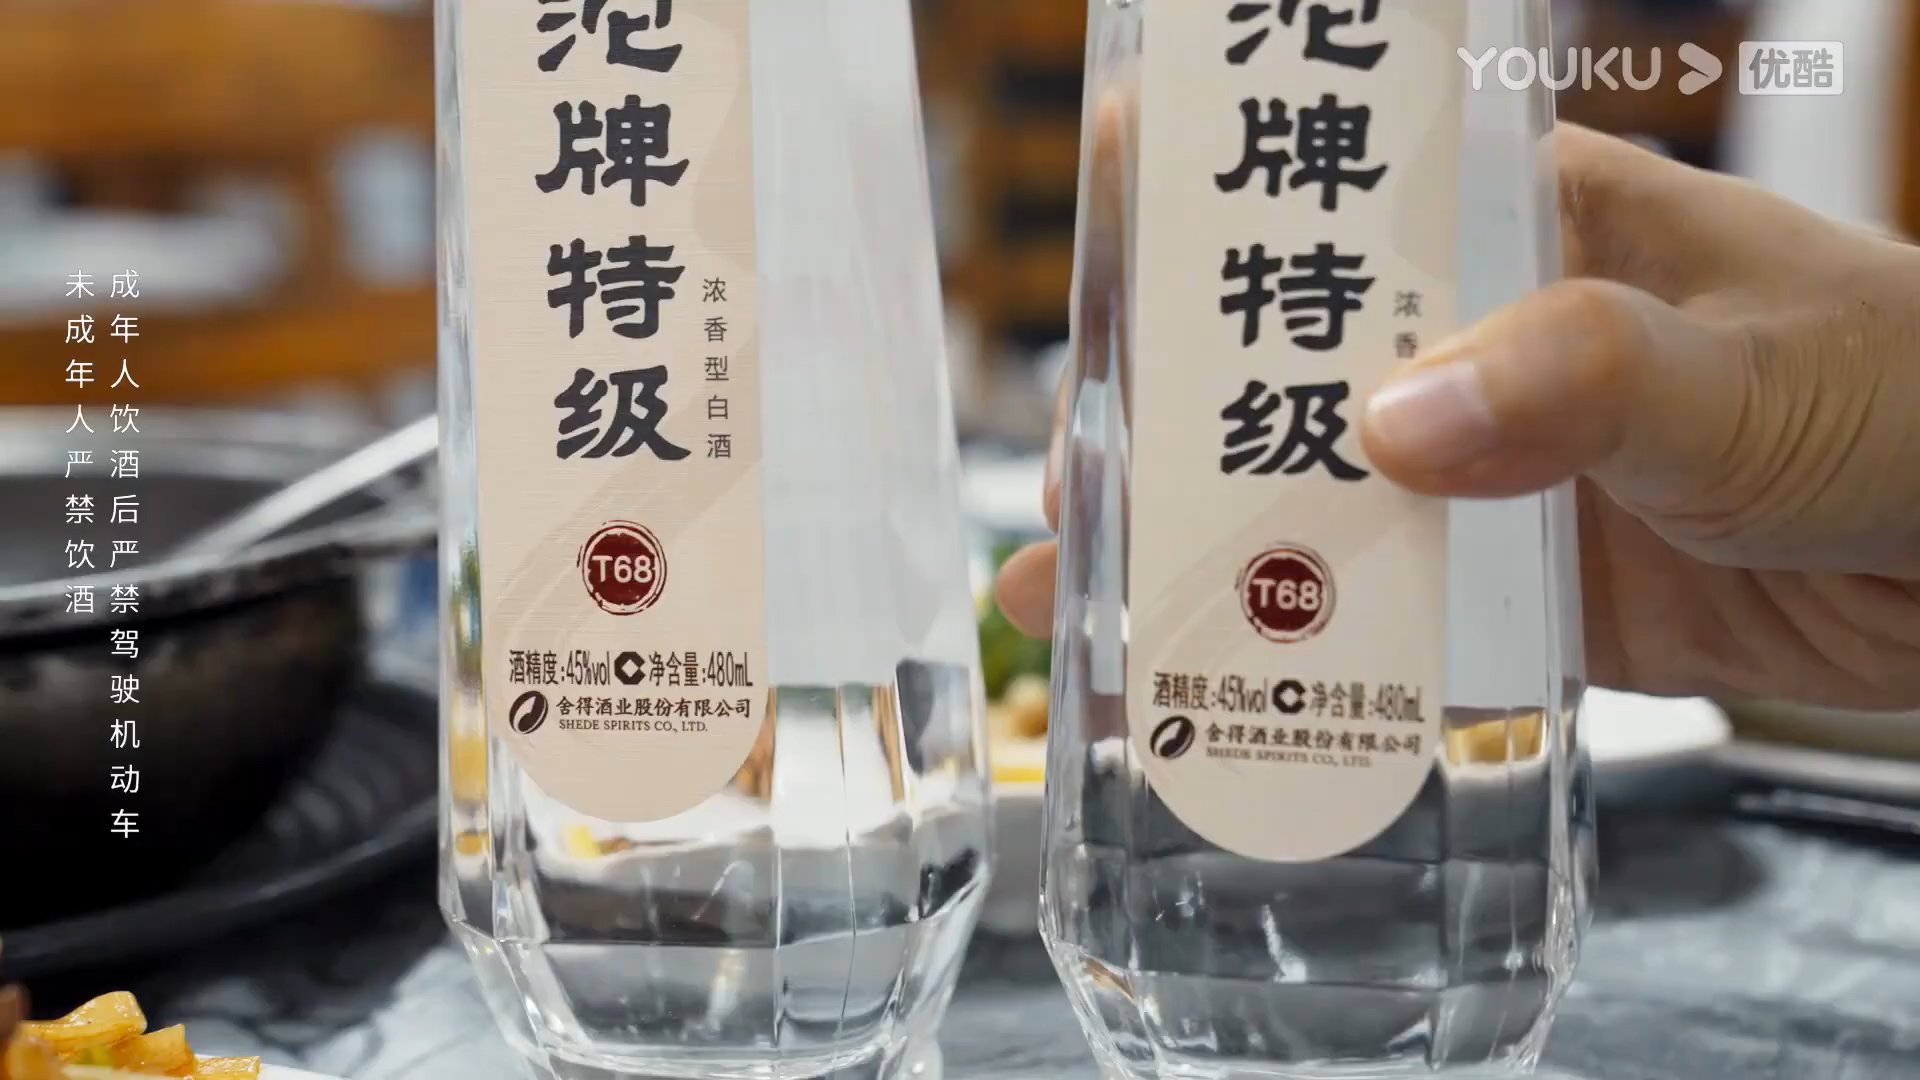 YOUKU 优酷
成年人饮酒后严禁驾驶机动车
未成年人严禁饮酒
沱牌特级
浓香型白酒
T68
酒精度:45%vol 净含量:480mL
舍得酒业股份有限公司
SHEDE SPIRITS CO., LTD.
沱牌特级
浓香
T68
酒精度:45%vol 净含量:480mL
舍得酒业股份有限公司
SHEDE SPIRITS CO., LTD.